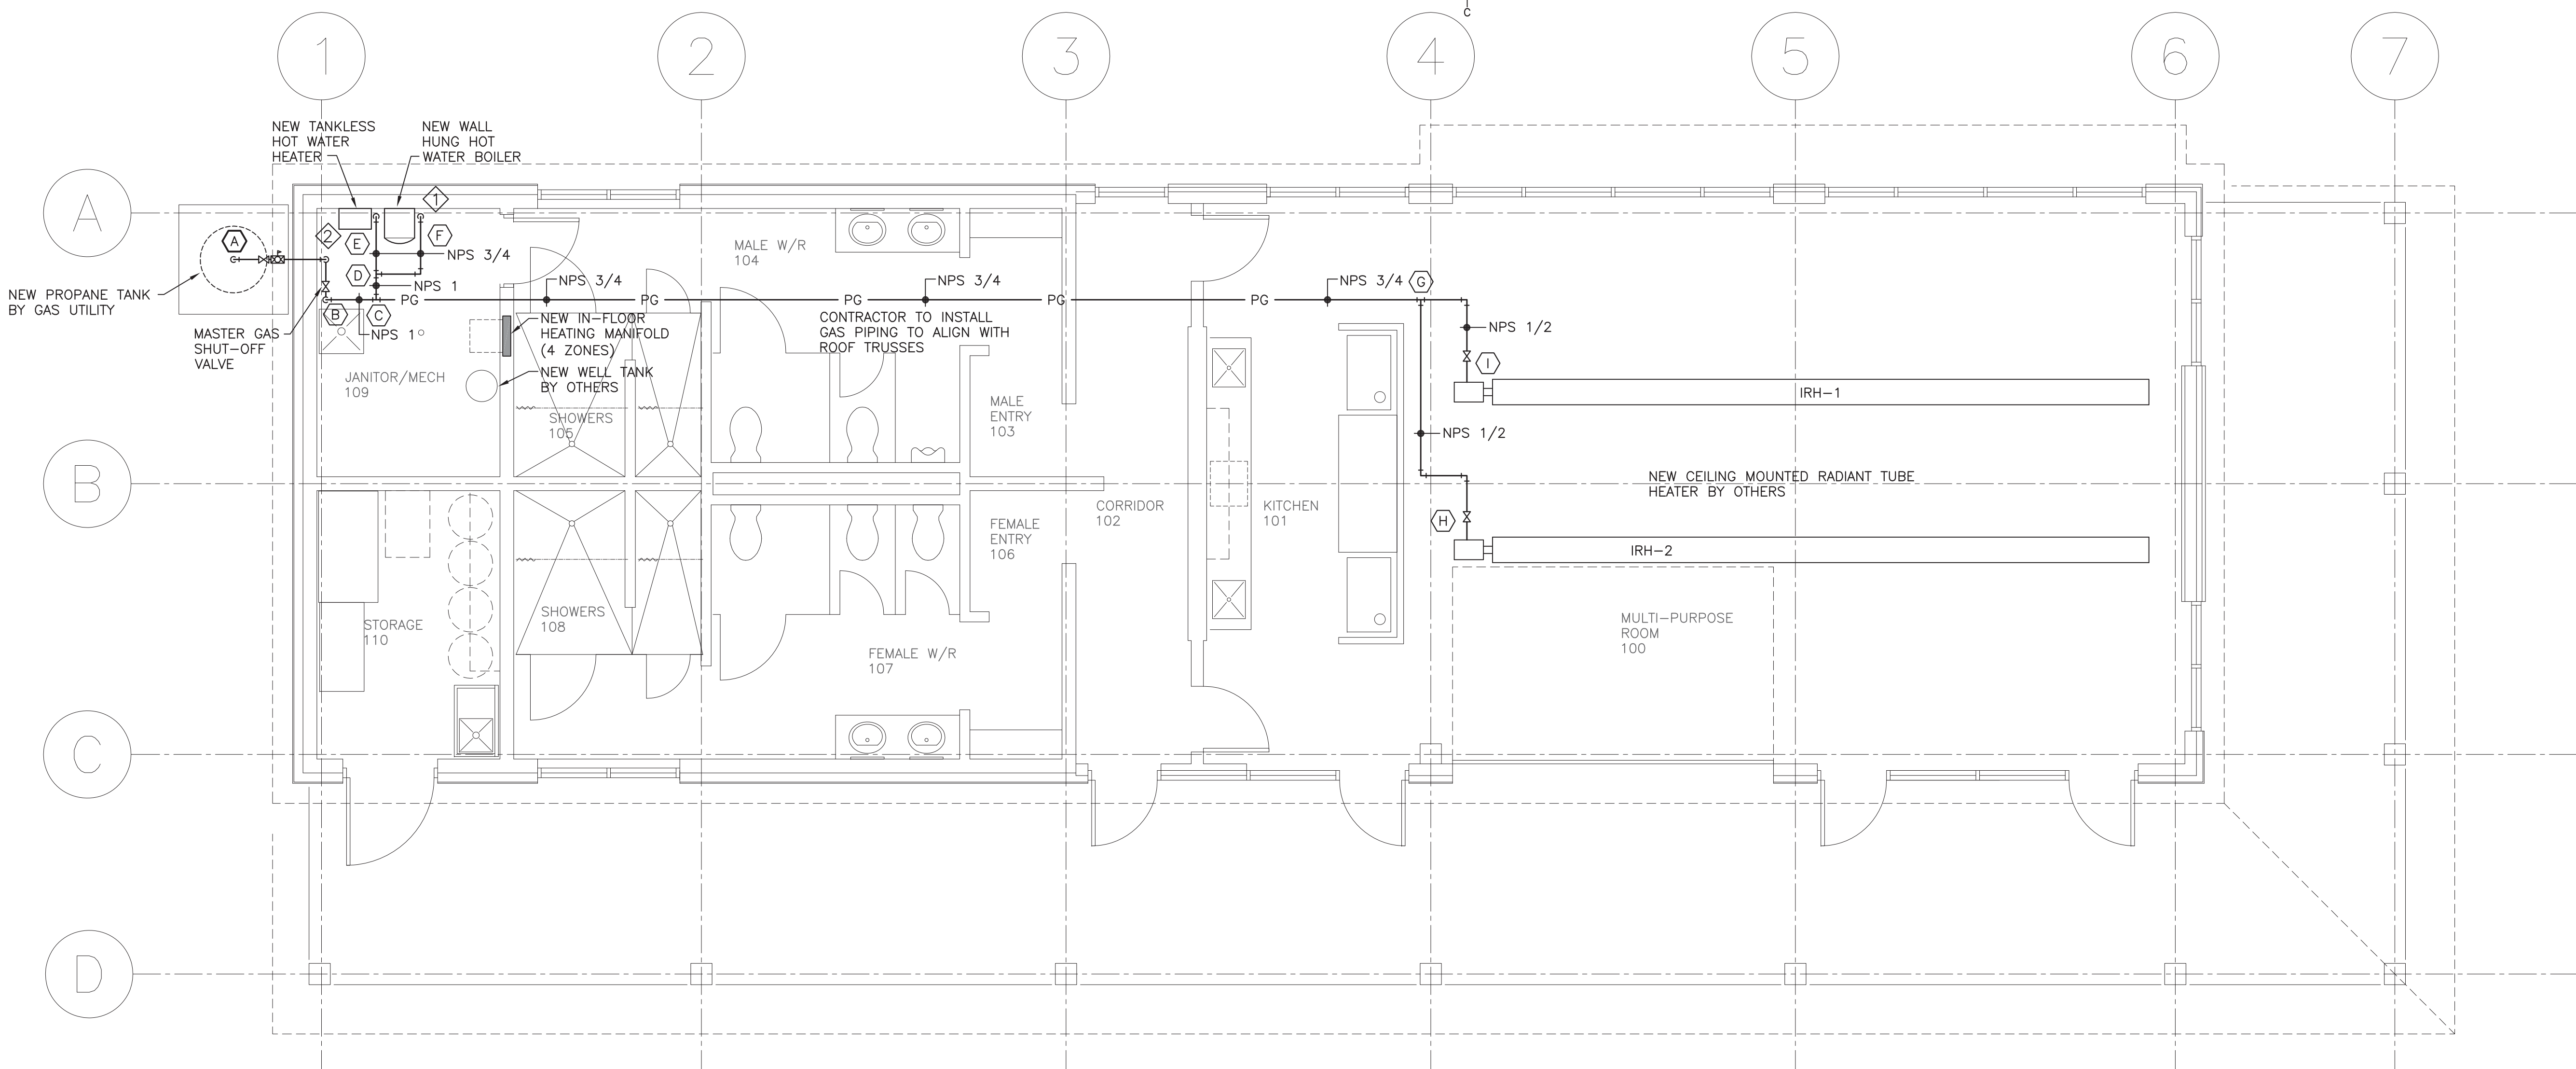 C
1
2
3
4
5
6
7
NEW TANKLESS
HOT WATER
HEATER
NEW WALL
HUNG HOT
WATER BOILER
A
1
A
2
E
F
NPS 3/4
D
NPS 1
NEW PROPANE TANK
BY GAS UTILITY
MASTER GAS
SHUT-OFF
VALVE
B
C
NPS 1
PG
NPS 3/4
PG
PG
NPS 3/4
PG
PG
NPS 3/4
G
NEW IN-FLOOR
HEATING MANIFOLD
(4 ZONES)
NEW WELL TANK
BY OTHERS
CONTRACTOR TO INSTALL
GAS PIPING TO ALIGN WITH
ROOF TRUSSES
MALE W/R
104
NPS 1/2
I
IRH-1
JANITOR/MECH
109
SHOWERS
105
MALE
ENTRY
103
NPS 1/2
B
NEW CEILING MOUNTED RADIANT TUBE
HEATER BY OTHERS
CORRIDOR
102
KITCHEN
101
H
IRH-2
FEMALE
ENTRY
106
STORAGE
110
SHOWERS
108
FEMALE W/R
107
MULTI-PURPOSE
ROOM
100
C
D